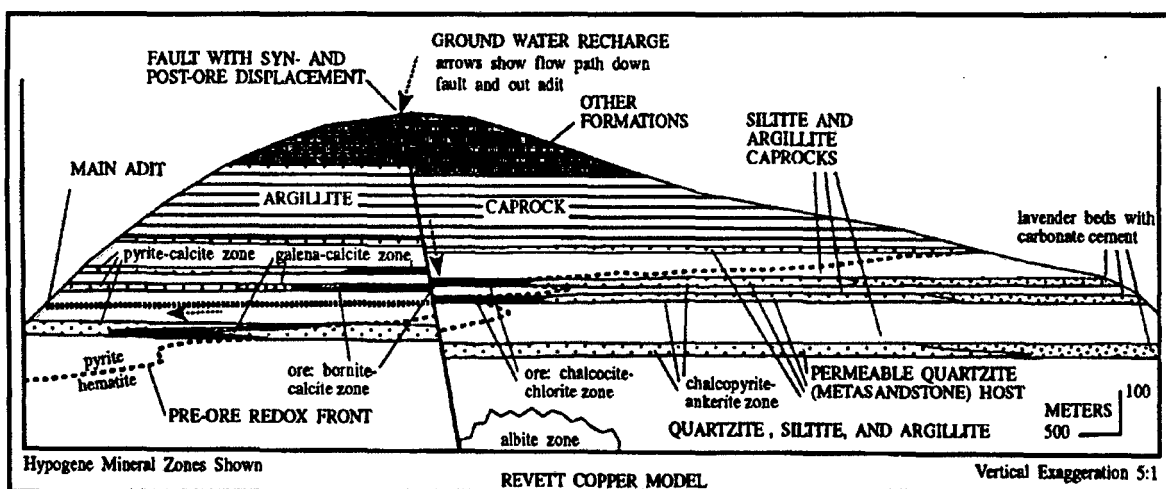 GROUND WATER RECHARGE
arrows show flow path down
fault and out adit
FAULT WITH SYN- AND
POST-ORE DISPLACEMENT
OTHER
FORMATIONS
SILTITE AND
ARGILLITE
CAPROCKS
MAIN ADIT
ARGILLITE
CAPROCK
lavender beds with
carbonate cement
pyrite-calcite zone
galena-calcite zone
pyrite
hematite
ore: bornite-
calcite zone
ore: chalcocite-
chlorite zone
chalcopyrite-
ankerite zone
PERMEABLE QUARTZITE
(METASANDSTONE) HOST
PRE-ORE REDOX FRONT
100
METERS
500
albite zone
QUARTZITE, SILTITE, AND ARGILLITE
Hypogene Mineral Zones Shown
REVETT COPPER MODEL
Vertical Exaggeration 5:1